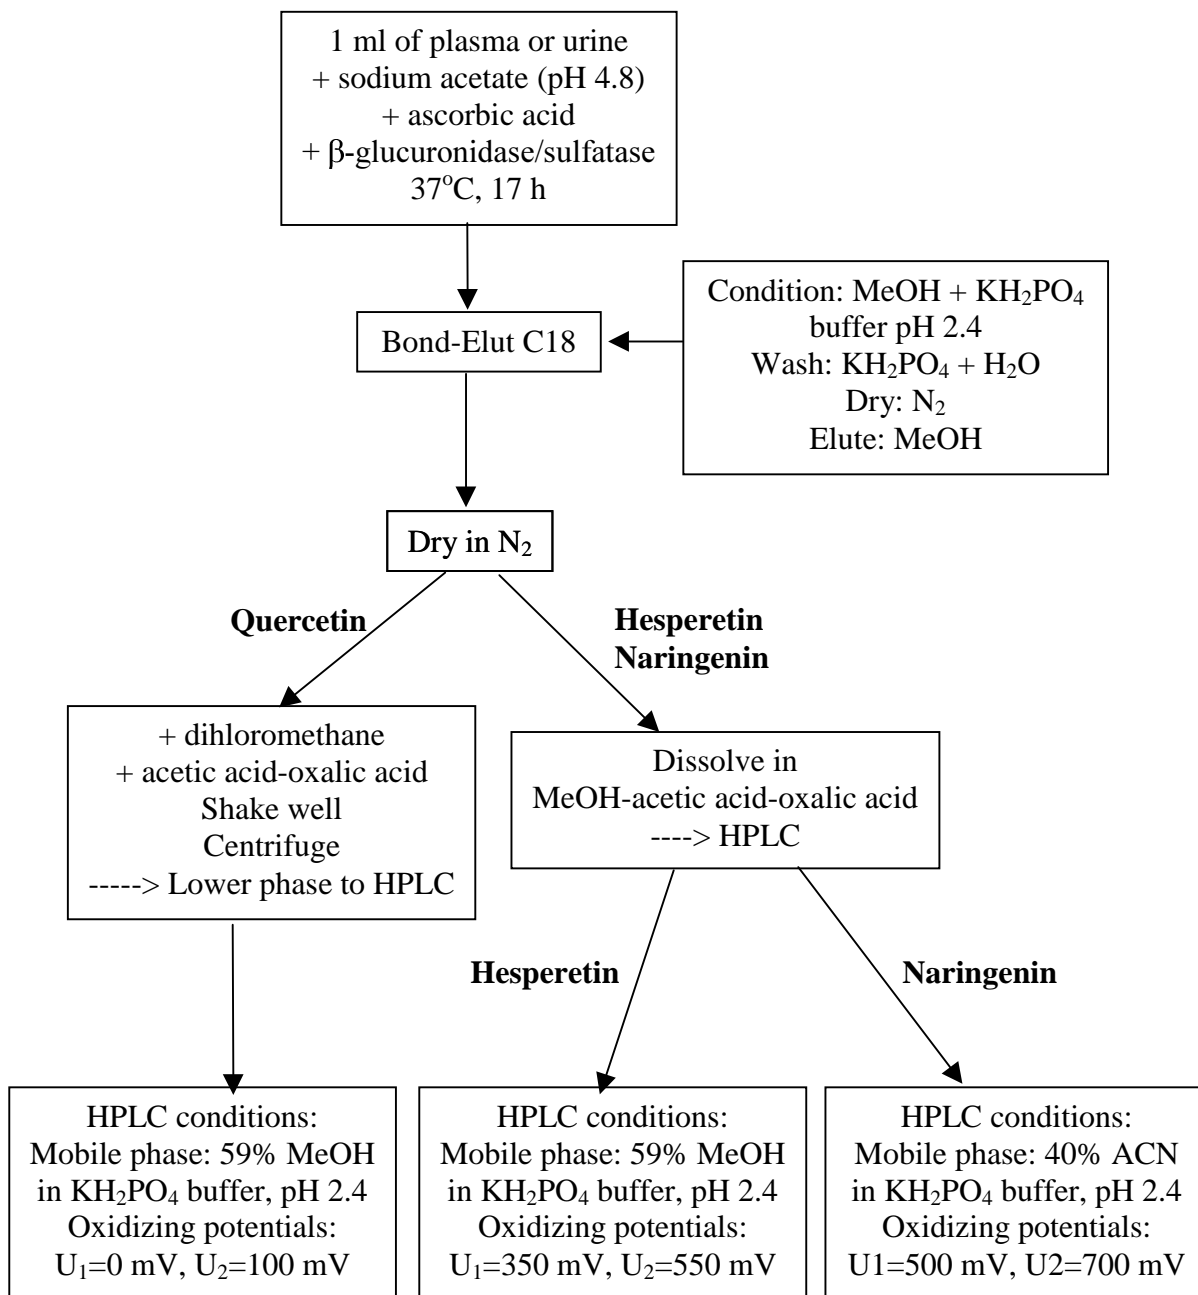 1 ml of plasma or urine
+ sodium acetate (pH 4.8)
+ ascorbic acid
+ β-glucuronidase/sulfatase
37°C, 17 h
Condition: MeOH + KH₂PO₄
buffer pH 2.4
Wash: KH₂PO₄ + H₂O
Dry: N₂
Elute: MeOH
Bond-Elut C18
Dry in N₂
Quercetin
Hesperetin
Naringenin
+ dihloromethane
+ acetic acid-oxalic acid
Shake well
Centrifuge
-----> Lower phase to HPLC
Dissolve in
MeOH-acetic acid-oxalic acid
----> HPLC
Hesperetin
Naringenin
HPLC conditions:
Mobile phase: 59% MeOH
in KH₂PO₄ buffer, pH 2.4
Oxidizing potentials:
U₁=0 mV, U₂=100 mV
HPLC conditions:
Mobile phase: 59% MeOH
in KH₂PO₄ buffer, pH 2.4
Oxidizing potentials:
U₁=350 mV, U₂=550 mV
HPLC conditions:
Mobile phase: 40% ACN
in KH₂PO₄ buffer, pH 2.4
Oxidizing potentials:
U1=500 mV, U2=700 mV